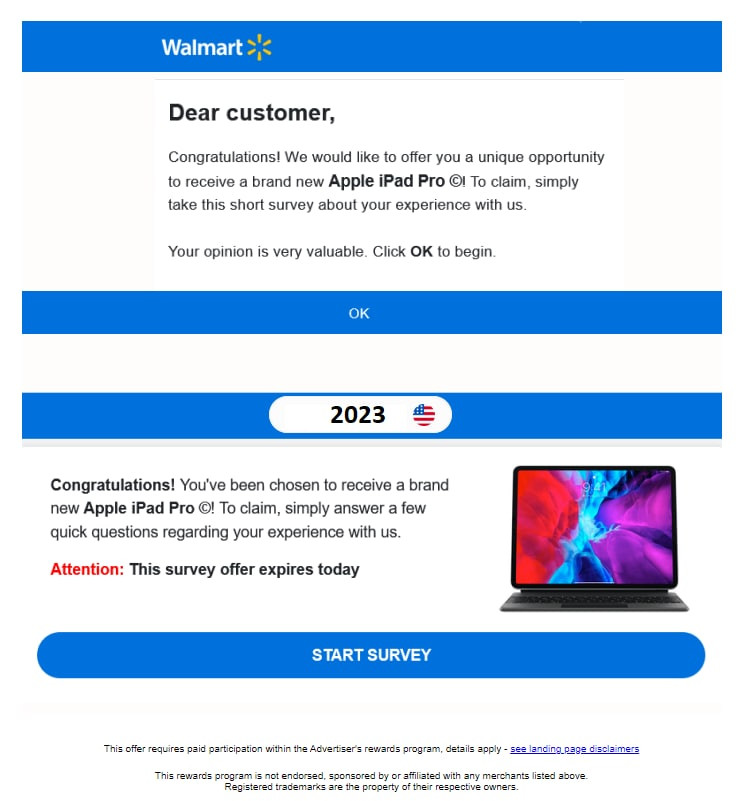 Walmart
Dear customer,
Congratulations! We would like to offer you a unique opportunity
to receive a brand new Apple iPad Pro ©! To claim, simply
take this short survey about your experience with us.
Your opinion is very valuable. Click OK to begin.
OK
2023
Congratulations! You've been chosen to receive a brand
new Apple iPad Pro ©! To claim, simply answer a few
quick questions regarding your experience with us.
9:41
Attention: This survey offer expires today
START SURVEY
This offer requires paid participation within the Advertiser's rewards program, details apply - see landing page disclaimers
This rewards program is not endorsed, sponsored by or affiliated with any merchants listed above.
Registered trademarks are the property of their respective owners.